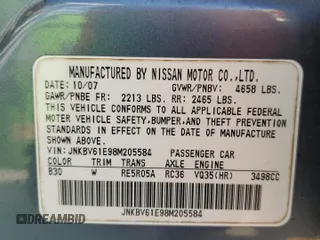 MANUFACTURED BY NISSAN MOTOR CO.,LTD.
DATE: 10/07 GVWR/PNBV: 4658 LBS.
GAWR/PNBE FR: 2213 LBS. RR: 2465 LBS.
THIS VEHICLE CONFORMS TO ALL APPLICABLE FEDERAL
MOTOR VEHICLE SAFETY, BUMPER, AND THEFT PREVENTION
STANDARDS IN EFFECT ON THE DATE OF MANUFACTURE SHOWN ABOVE.
VIN: JNKBV61E98M205584 PASSENGER CAR
COLOR TRIM TRANS AXLE ENGINE
B30 W RE5R05A RC36 VQ35(HR) 3498CC
JNKBV61E98M205584
DREAMBID